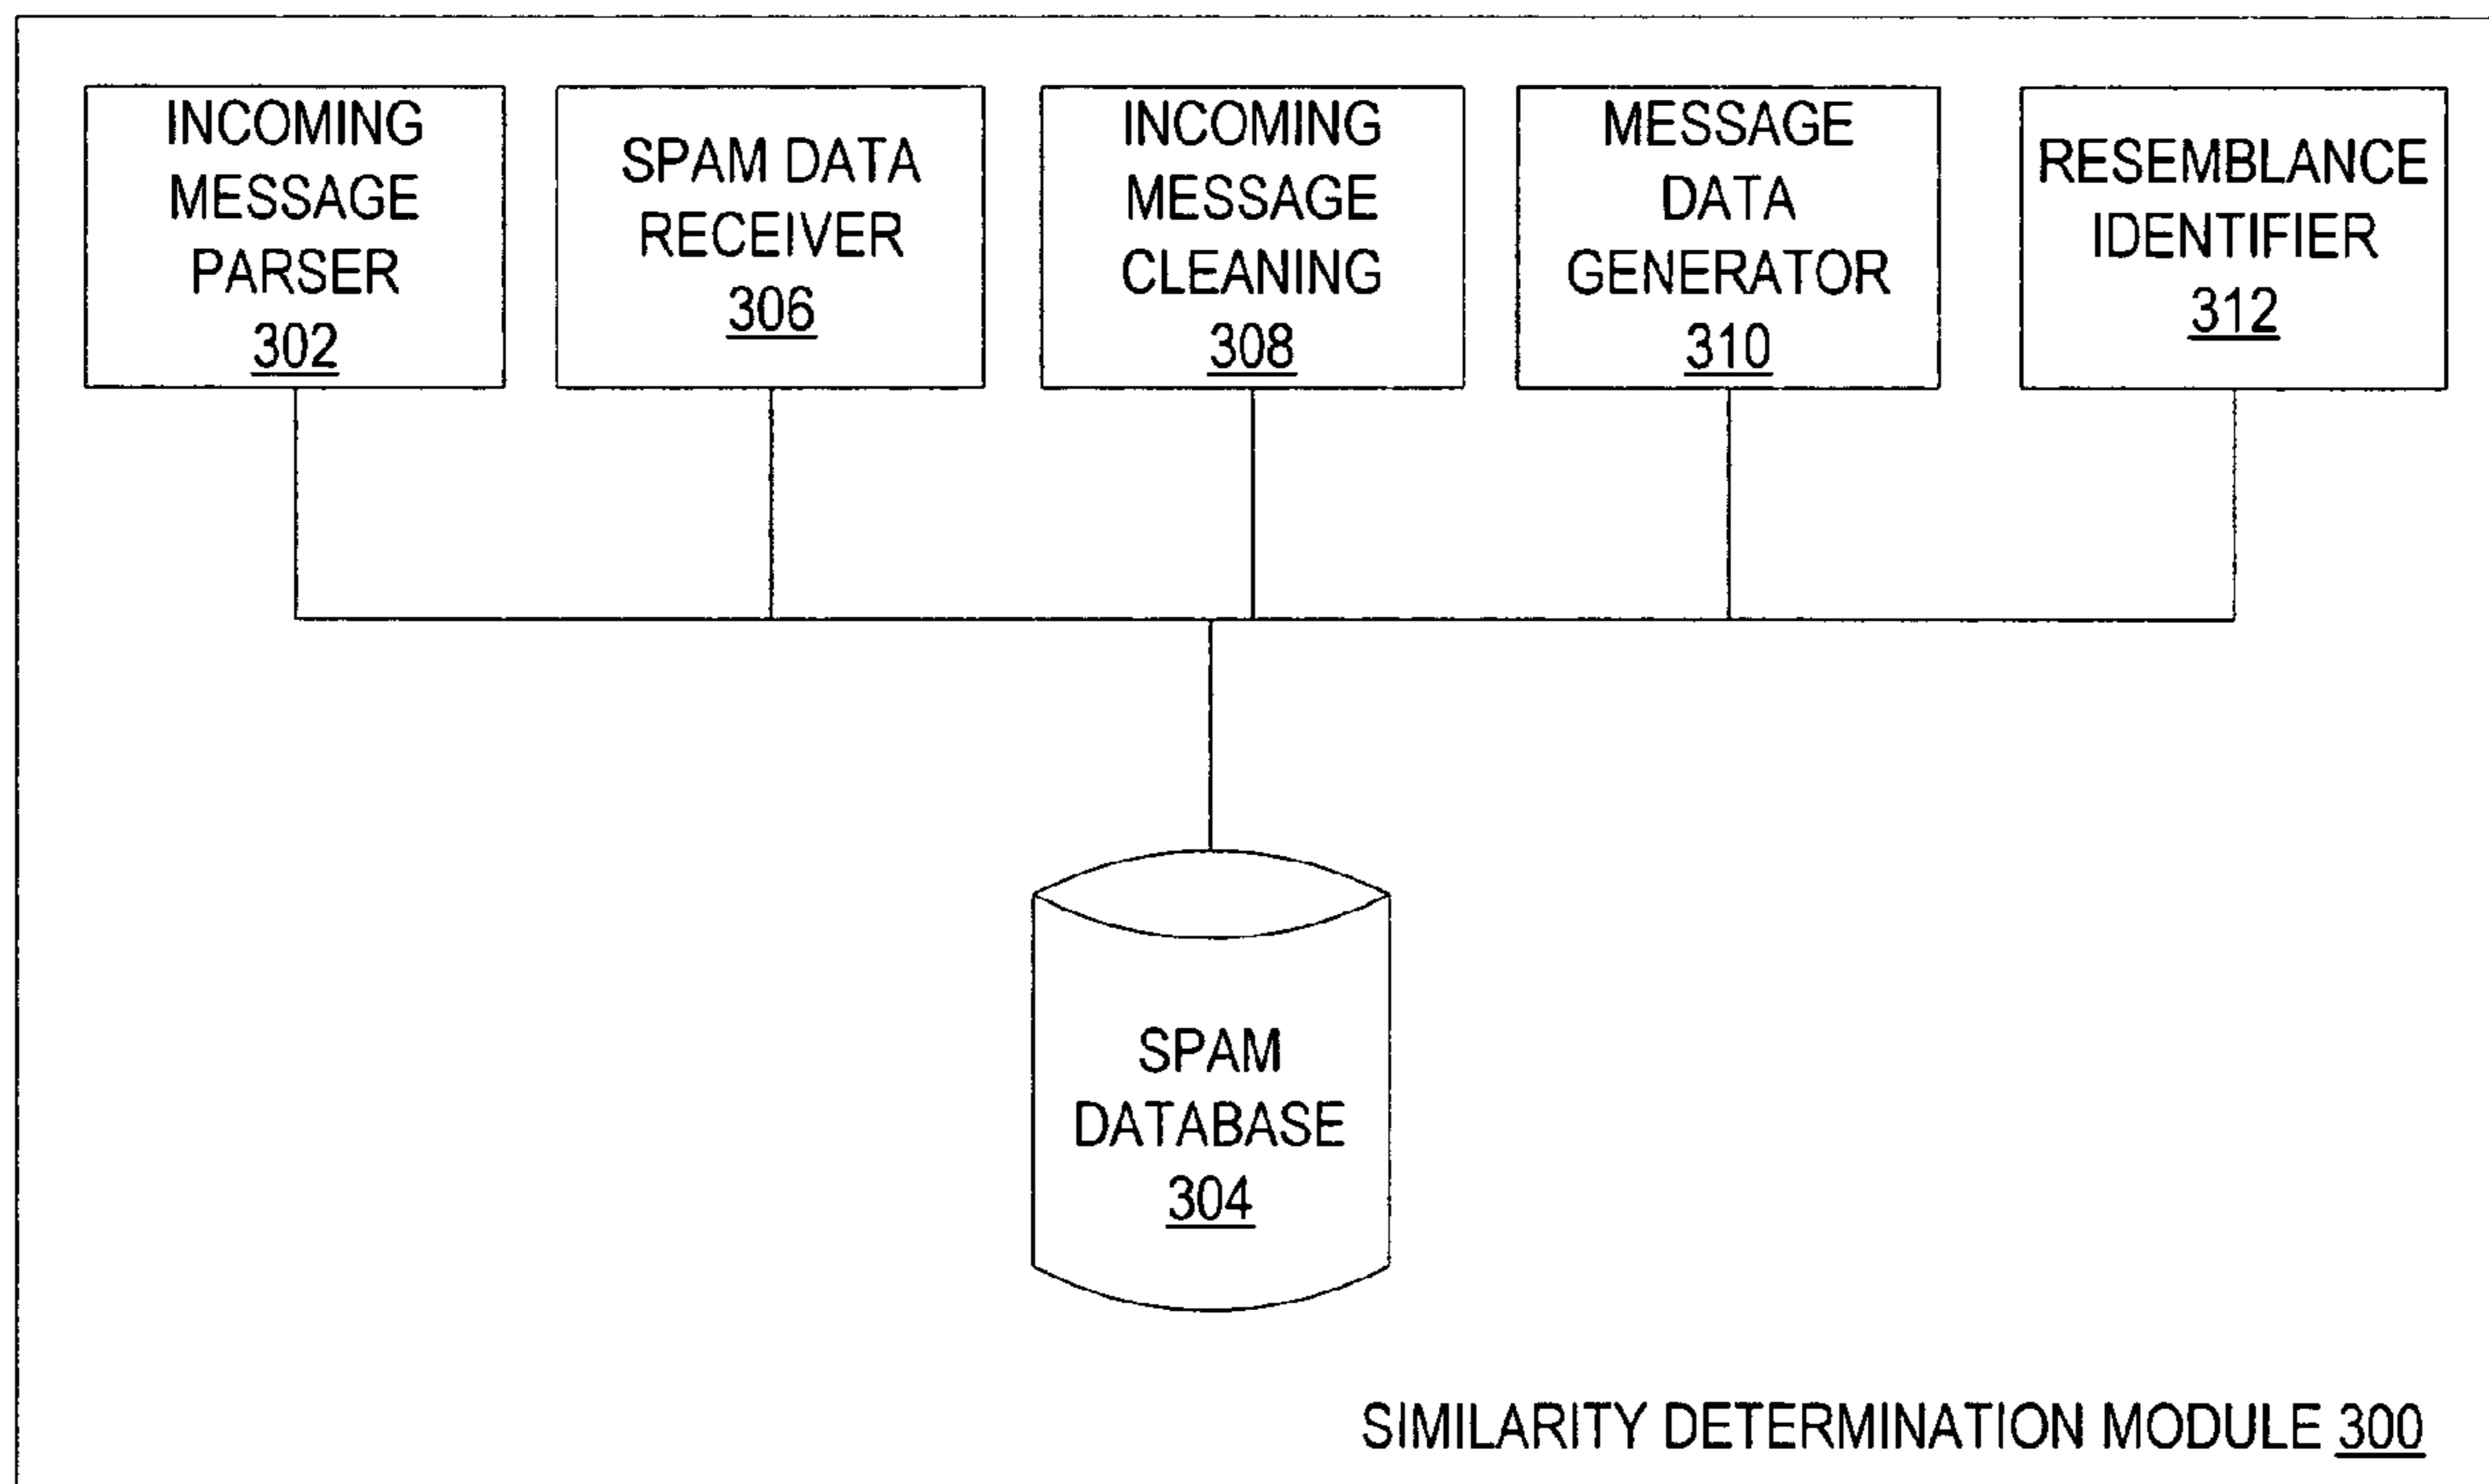 INCOMING
MESSAGE
PARSER
302
SPAM DATA
RECEIVER
306
INCOMING
MESSAGE
CLEANING
308
MESSAGE
DATA
GENERATOR
310
RESEMBLANCE
IDENTIFIER
312
SPAM
DATABASE
304
SIMILARITY DETERMINATION MODULE 300